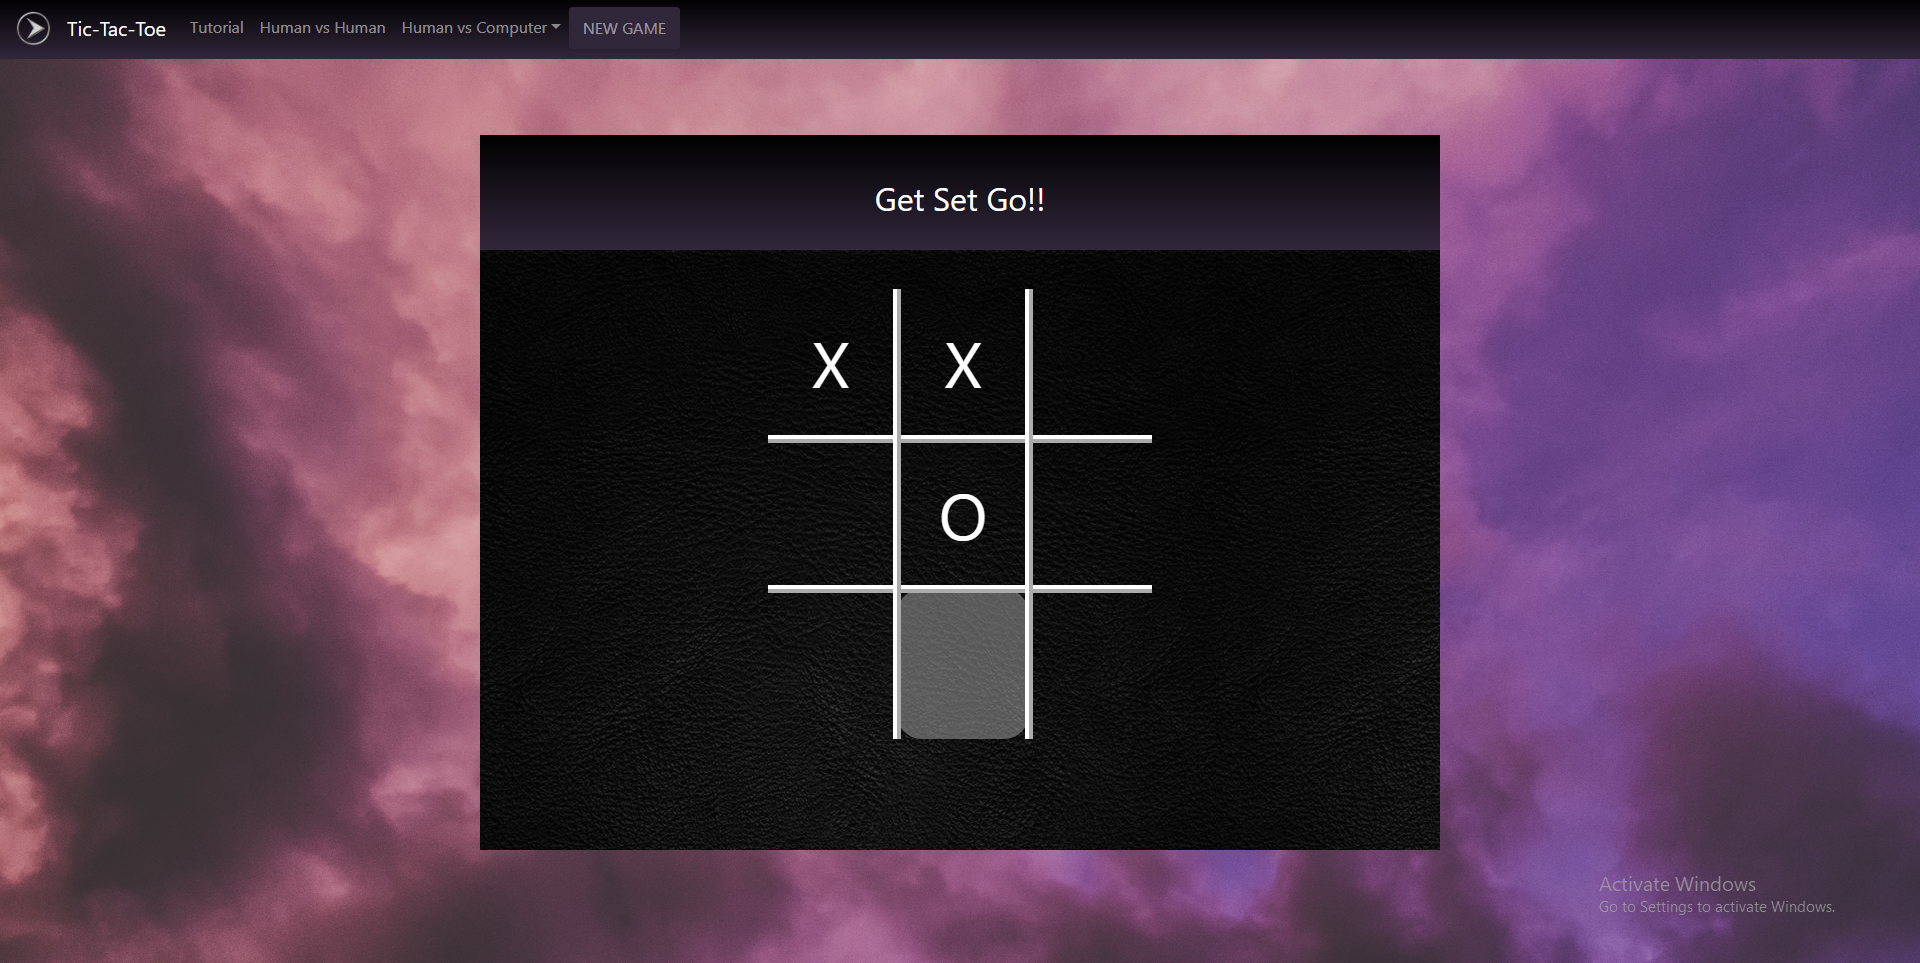 Tic-Tac-Toe Tutorial Human vs Human Human vs Computer NEW GAME
Get Set Go!!
X X
O
Activate Windows
Go to Settings to activate Windows.